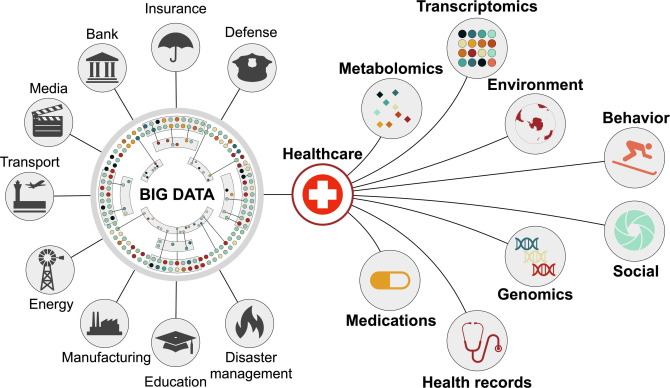 Insurance
Bank
Defense
Media
Transport
BIG DATA
Energy
Manufacturing
Education
Disaster
management
Transcriptomics
Metabolomics
Environment
Behavior
Healthcare
Social
Genomics
Medications
Health records